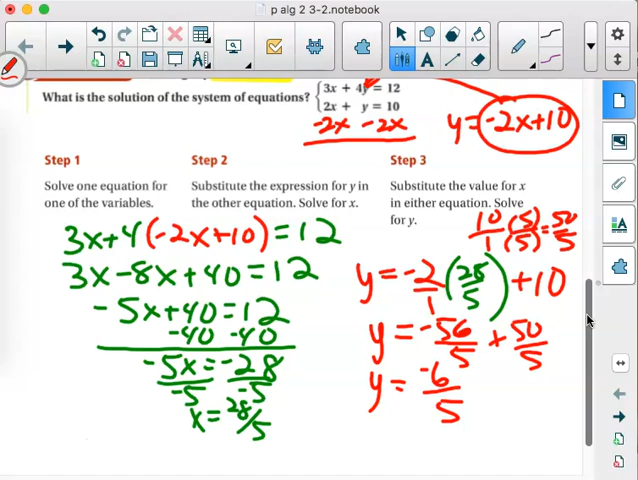 p alg 2 3-2.notebook
What is the solution of the system of equations? { 3x + 4y = 12
2x + y = 10
-2x -2x
y = -2x+10
Step 1
Solve one equation for
one of the variables.
Step 2
Substitute the expression for y in
the other equation. Solve for x.
Step 3
Substitute the value for x
in either equation. Solve
for y.
3x+4(-2x+10)=12
3x-8x+40=12
-5x+40=12
-40 -40
-5x=-28
-5 -5
x=28/5
10/1 (5)/(5) = 50/5
y=-2/1 (28/5)+10
y=-56/5+50/5
y=-6/5